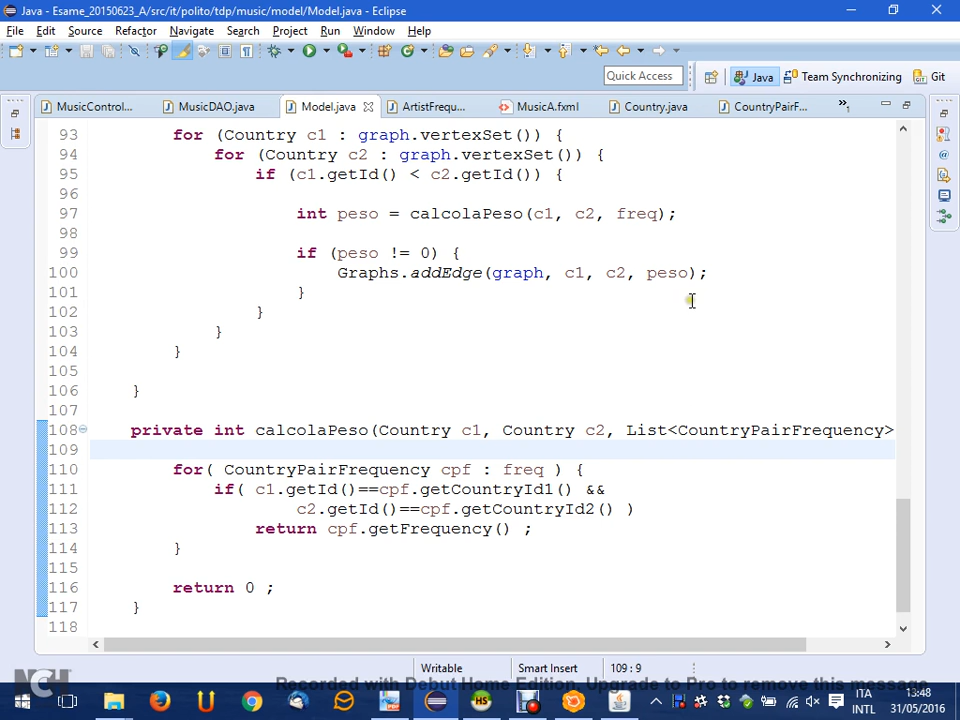 Java - Esame_20150623_A/src/it/polito/tdp/music/model/Model.java - Eclipse
File Edit Source Refactor Navigate Search Project Run Window Help
Quick Access Java Team Synchronizing Git
MusicControl... MusicDAO.java Model.java ArtistFrequ... MusicA.fxml Country.java CountryPairF... »1
93 for (Country c1 : graph.vertexSet()) {
94 for (Country c2 : graph.vertexSet()) {
95 if (c1.getId() < c2.getId()) {
96
97 int peso = calcolaPeso(c1, c2, freq);
98
99 if (peso != 0) {
100 Graphs.addEdge(graph, c1, c2, peso);
101 }
102 }
103 }
104 }
105
106 }
107
108 private int calcolaPeso(Country c1, Country c2, List<CountryPairFrequency>
109
110 for( CountryPairFrequency cpf : freq ) {
111 if( c1.getId()==cpf.getCountryId1() &&
112 c2.getId()==cpf.getCountryId2() )
113 return cpf.getFrequency() ;
114 }
115
116 return 0 ;
117 }
118
Writable Smart Insert 109 : 9
NCH Recorded with Debut Home Edition. Upgrade to Pro to remove this message
HS ITA 13:48
INTL 31/05/2016